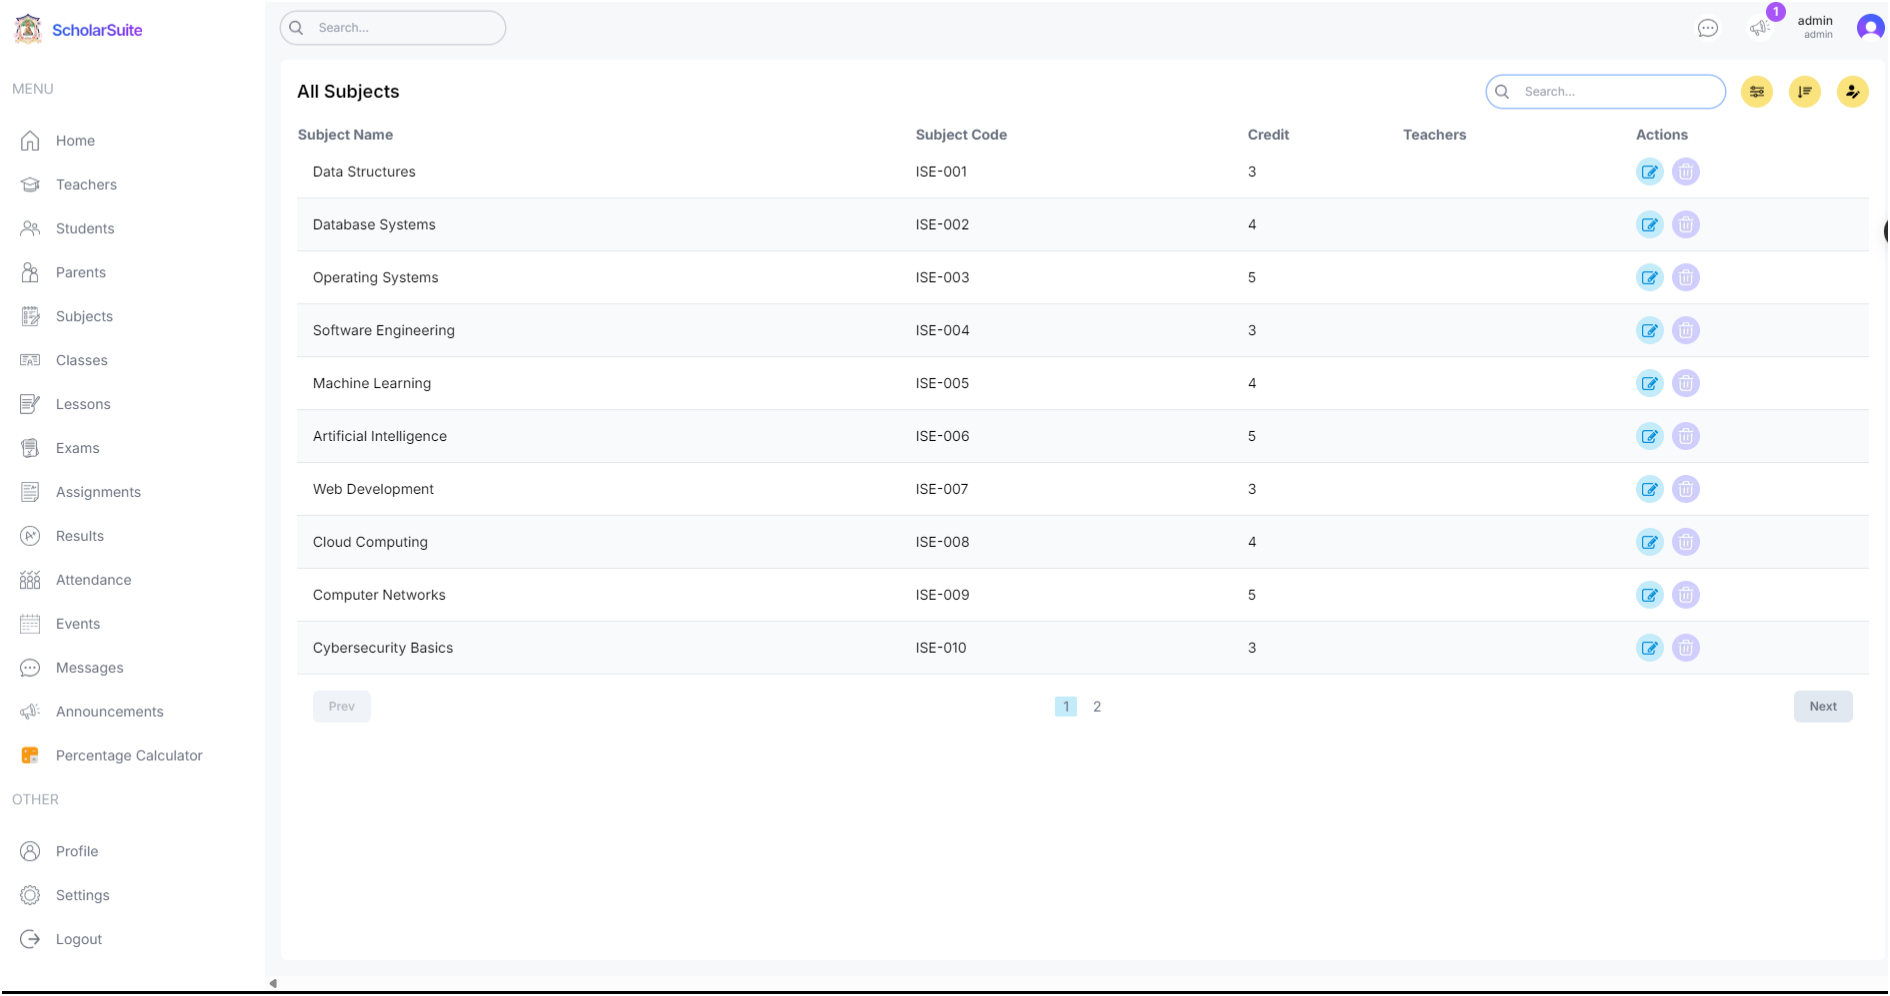 ScholarSuite
Search...
1
admin
admin
MENU
Home
Teachers
Students
Parents
Subjects
Classes
Lessons
Exams
Assignments
Results
Attendance
Events
Messages
Announcements
Percentage Calculator
OTHER
Profile
Settings
Logout
All Subjects
Search...
Subject Name Subject Code Credit Teachers Actions
Data Structures ISE-001 3
Database Systems ISE-002 4
Operating Systems ISE-003 5
Software Engineering ISE-004 3
Machine Learning ISE-005 4
Artificial Intelligence ISE-006 5
Web Development ISE-007 3
Cloud Computing ISE-008 4
Computer Networks ISE-009 5
Cybersecurity Basics ISE-010 3
Prev 1 2 Next